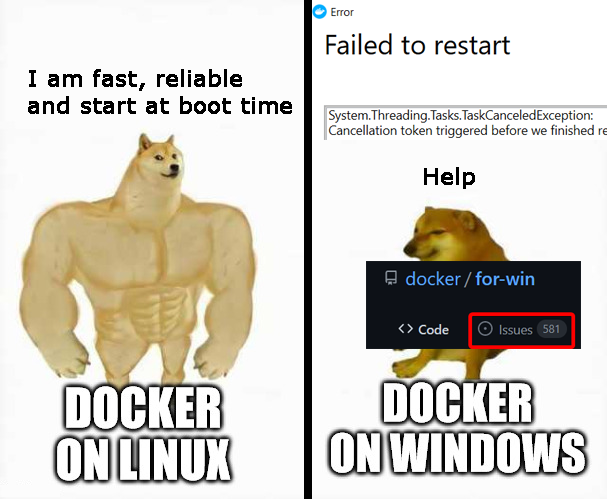 I am fast, reliable
and start at boot time
DOCKER
ON LINUX
Error
Failed to restart
System.Threading.Tasks.TaskCanceledException:
Cancellation token triggered before we finished
Help
docker / for-win
<> Code
Issues 581
DOCKER
ON WINDOWS